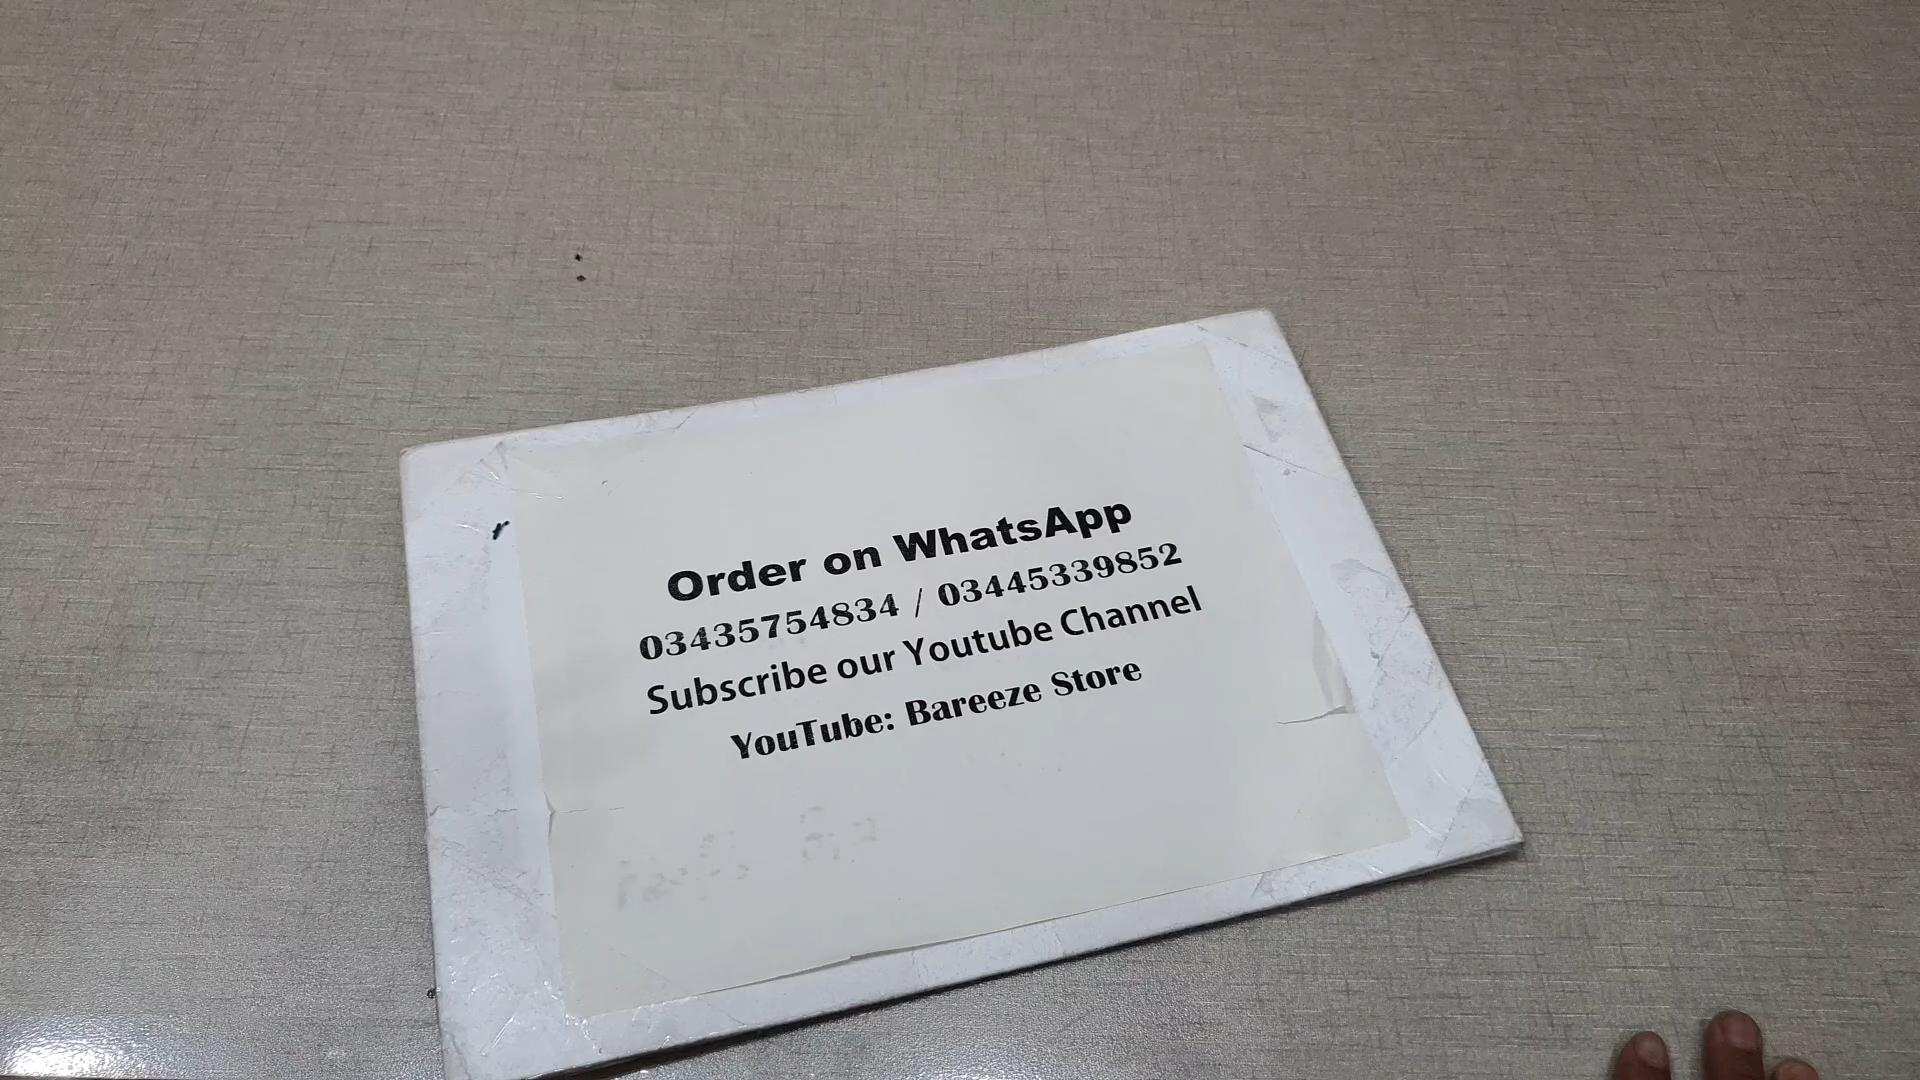 Order on WhatsApp
03435754834 / 03445339852
Subscribe our Youtube Channel
YouTube: Bareeze Store